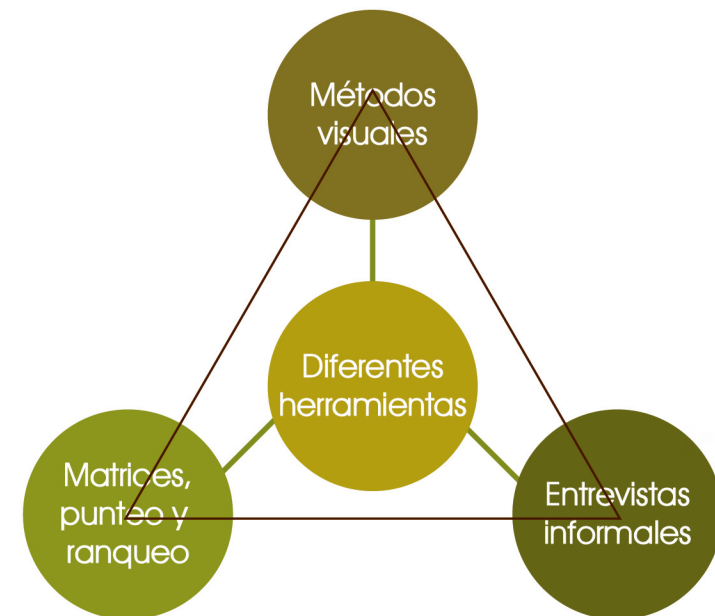 Métodos
visuales
Diferentes
herramientas
Matrices,
punteo y
ranqueo
Entrevistas
informales